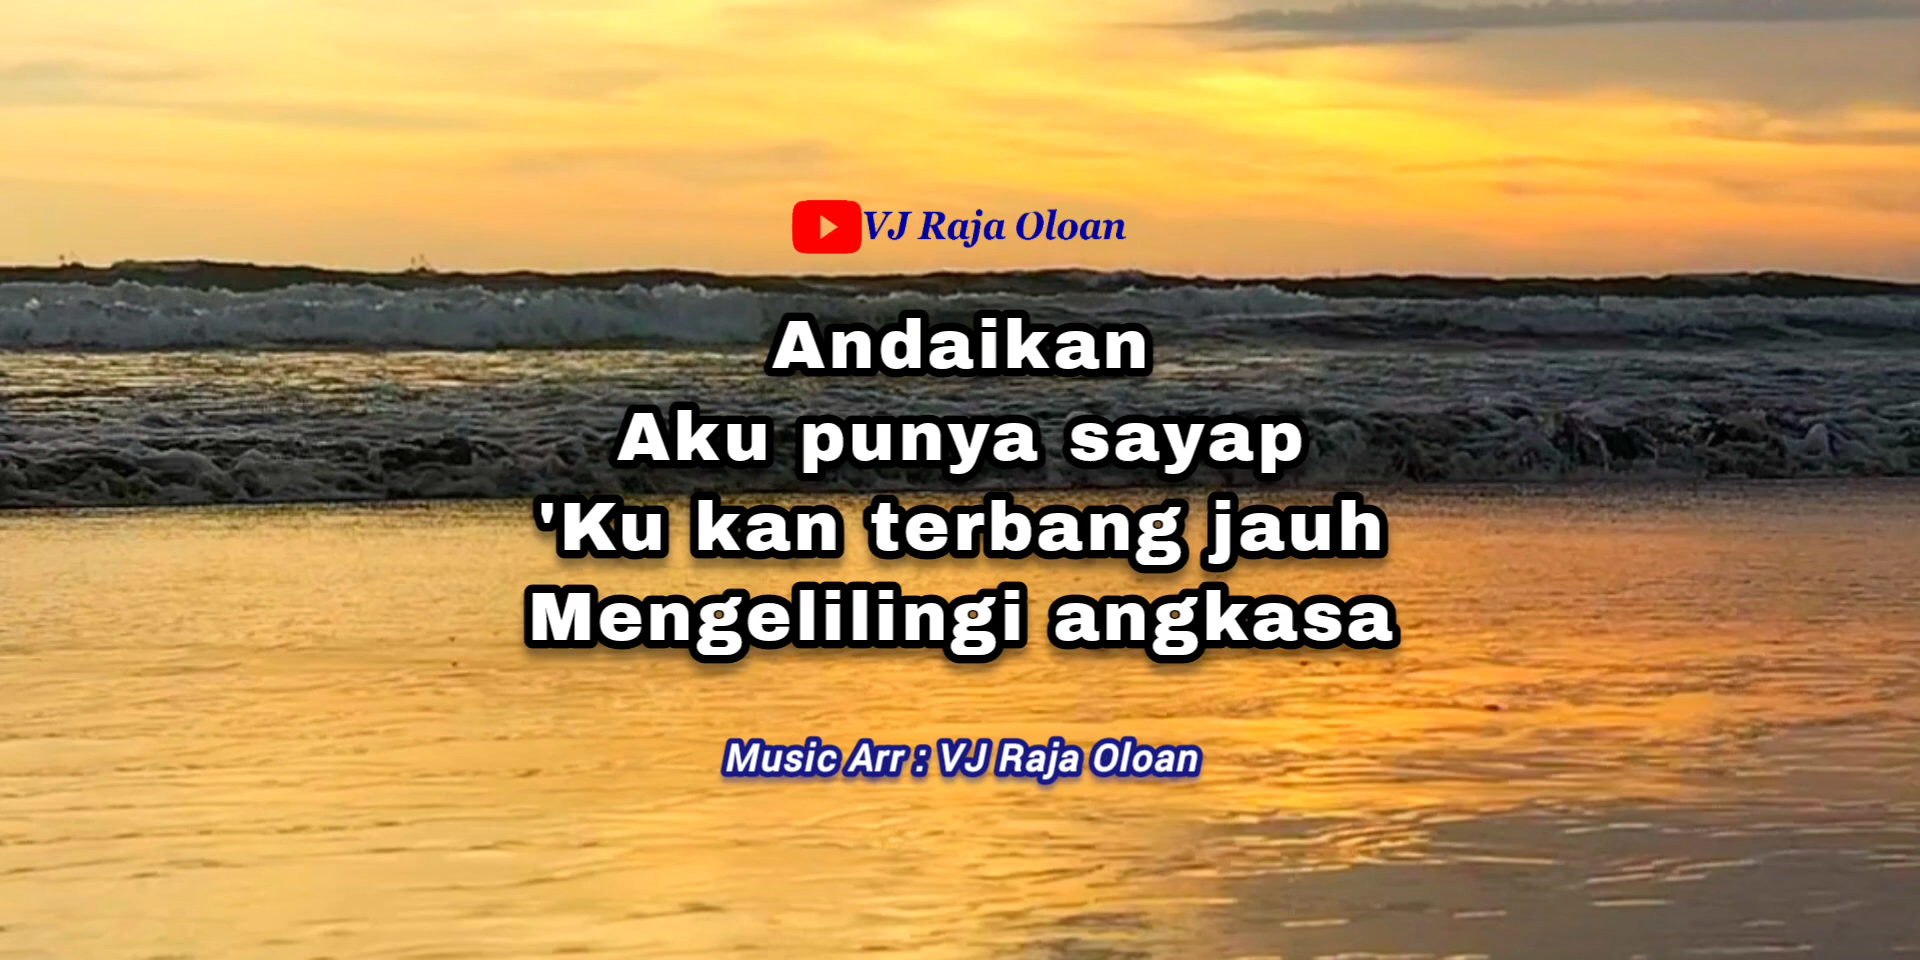 VJ Raja Oloan
Andaikan
Aku punya sayap
'Ku kan terbang jauh
Mengelilingi angkasa
Music Arr : VJ Raja Oloan